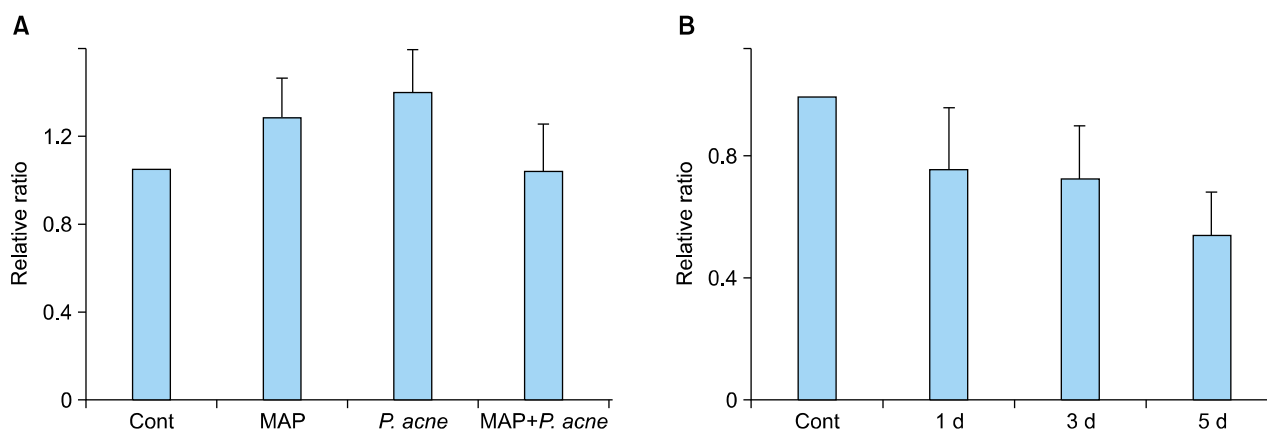 A
Relative ratio
1.2
0.8
0.4
0
Cont MAP P. acne MAP+P. acne
B
Relative ratio
0.8
0.4
0
Cont 1 d 3 d 5 d